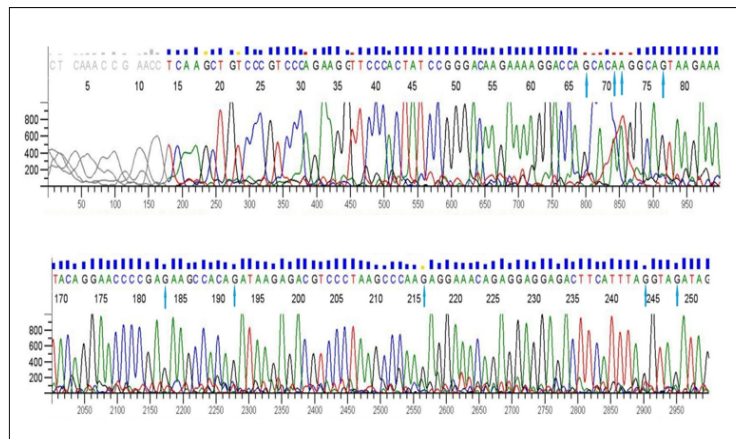 CT CAAAC C G AACC TCAAGCTGTCCCGTCCCAGAAGGTTCCCACTATCCGGGACAAGAAAAGGACCAGCACAAGGCAGTAAGAAA
5 10 15 20 25 30 35 40 45 50 55 60 65 70 75 80
800
600
400
200
50 100 150 200 250 300 350 400 450 500 550 600 650 700 750 800 850 900 950
TACAGGAACCCCGAGAAGCCACAGATAAGAGACGTCCCTAAGCCCAAGAGGAAACAGAGGAGGAGACTTCATTTAGGTAGATAG
170 175 180 185 190 195 200 205 210 215 220 225 230 235 240 245 250
800
600
400
200
2050 2100 2150 2200 2250 2300 2350 2400 2450 2500 2550 2600 2650 2700 2750 2800 2850 2900 2950